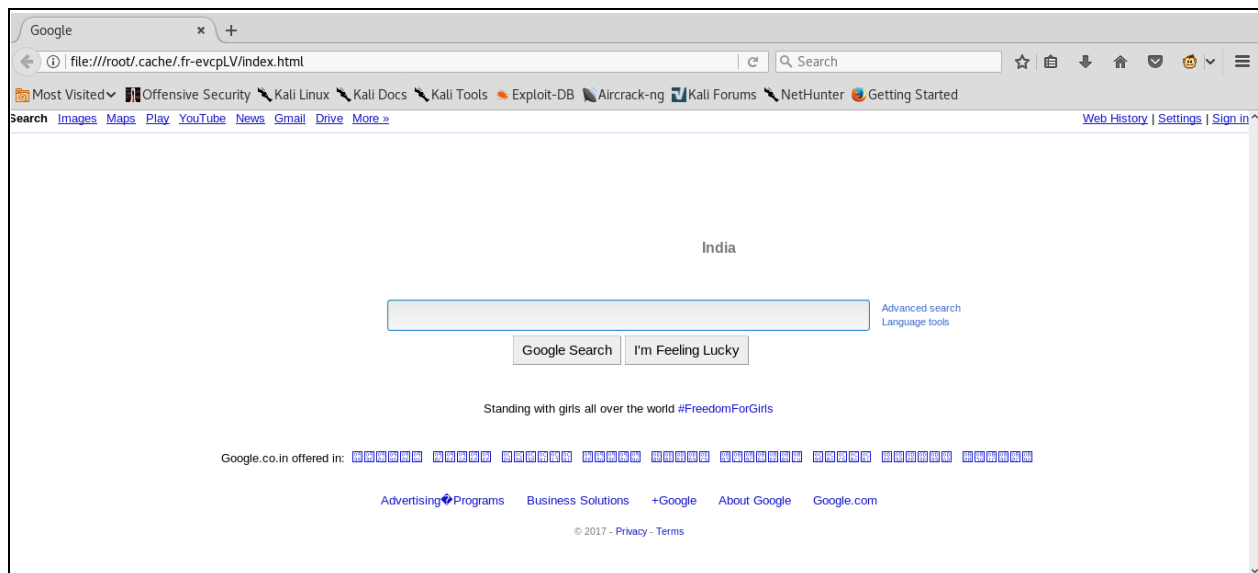 Google
file:///root/.cache/.fr-evcpLV/index.html
Search
Most Visited Offensive Security Kali Linux Kali Docs Kali Tools Exploit-DB Aircrack-ng Kali Forums NetHunter Getting Started
Search Images Maps Play YouTube News Gmail Drive More »
Web History | Settings | Sign in
India
Advanced search
Language tools
Google Search I'm Feeling Lucky
Standing with girls all over the world #FreedomForGirls
Google.co.in offered in:
Advertising�Programs Business Solutions +Google About Google Google.com
© 2017 - Privacy - Terms